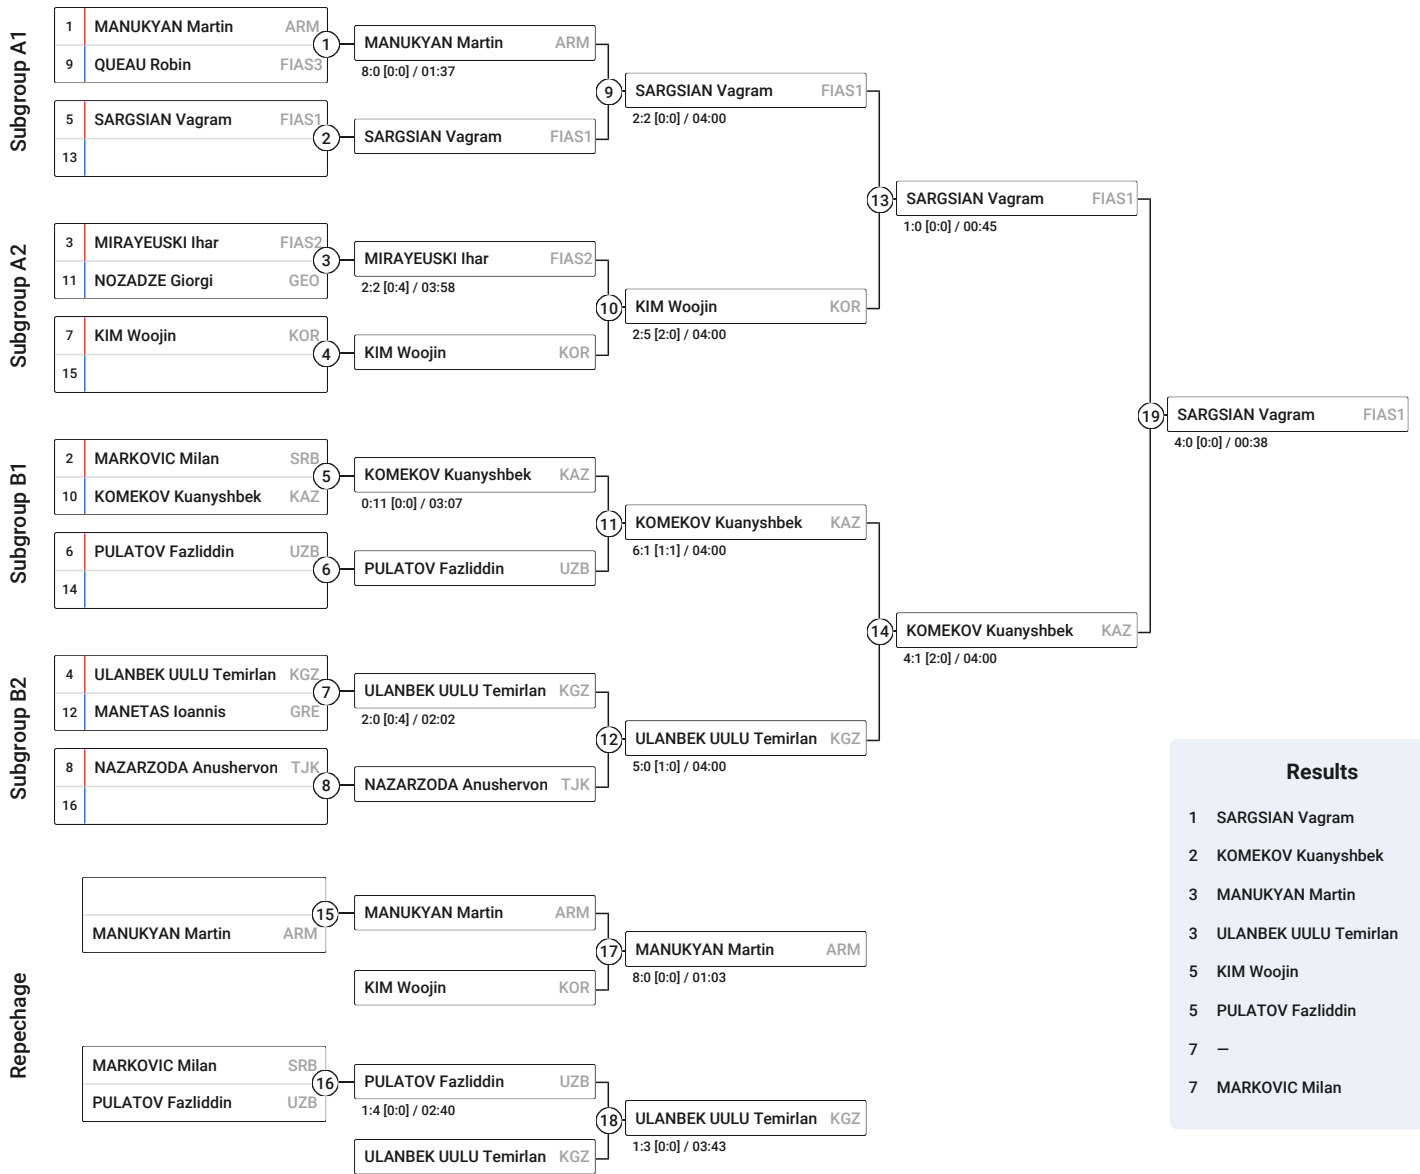 Subgroup A1
1 MANUKYAN Martin ARM
9 QUEAU Robin FIAS3
1
MANUKYAN Martin ARM
8:0 [0:0] / 01:37
5 SARGSIAN Vagram FIAS1
13
2
SARGSIAN Vagram FIAS1
9
SARGSIAN Vagram FIAS1
2:2 [0:0] / 04:00
Subgroup A2
3 MIRAYEUSKI Ihar FIAS2
11 NOZADZE Giorgi GEO
3
MIRAYEUSKI Ihar FIAS2
2:2 [0:4] / 03:58
7 KIM Woojin KOR
15
4
KIM Woojin KOR
10
KIM Woojin KOR
2:5 [2:0] / 04:00
13
SARGSIAN Vagram FIAS1
1:0 [0:0] / 00:45
Subgroup B1
2 MARKOVIC Milan SRB
10 KOMEKOV Kuanyshbek KAZ
5
KOMEKOV Kuanyshbek KAZ
0:11 [0:0] / 03:07
6 PULATOV Fazliddin UZB
14
6
PULATOV Fazliddin UZB
11
KOMEKOV Kuanyshbek KAZ
6:1 [1:1] / 04:00
Subgroup B2
4 ULANBEK UULU Temirlan KGZ
12 MANETAS Ioannis GRE
7
ULANBEK UULU Temirlan KGZ
2:0 [0:4] / 02:02
8 NAZARZODA Anushervon TJK
16
8
NAZARZODA Anushervon TJK
12
ULANBEK UULU Temirlan KGZ
5:0 [1:0] / 04:00
14
KOMEKOV Kuanyshbek KAZ
4:1 [2:0] / 04:00
19
SARGSIAN Vagram FIAS1
4:0 [0:0] / 00:38
Repechage
MANUKYAN Martin ARM
15
MANUKYAN Martin ARM
KIM Woojin KOR
17
MANUKYAN Martin ARM
8:0 [0:0] / 01:03
MARKOVIC Milan SRB
PULATOV Fazliddin UZB
16
PULATOV Fazliddin UZB
1:4 [0:0] / 02:40
ULANBEK UULU Temirlan KGZ
18
ULANBEK UULU Temirlan KGZ
1:3 [0:0] / 03:43
Results
1 SARGSIAN Vagram
2 KOMEKOV Kuanyshbek
3 MANUKYAN Martin
3 ULANBEK UULU Temirlan
5 KIM Woojin
5 PULATOV Fazliddin
7 —
7 MARKOVIC Milan